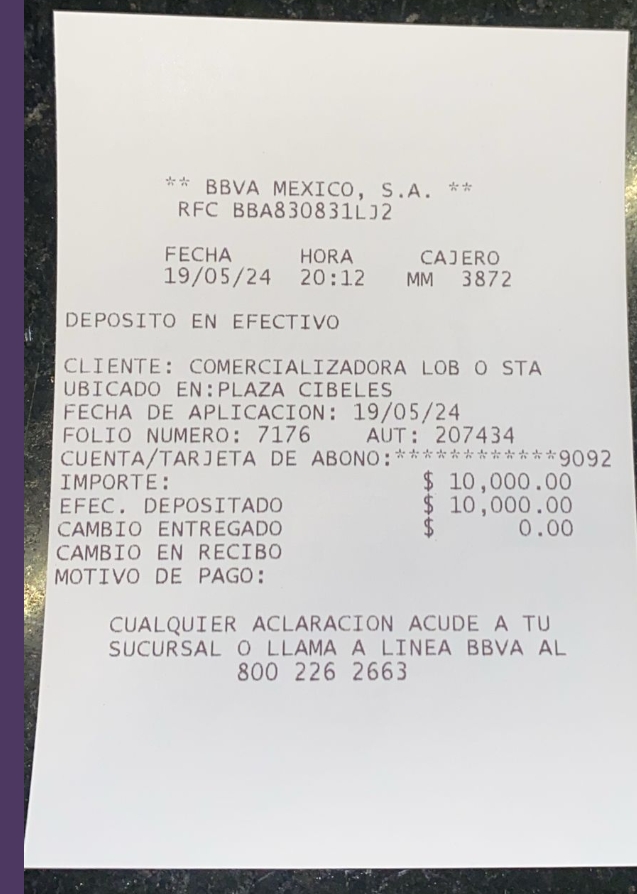 ** BBVA MEXICO, S.A. **
RFC BBA830831LJ2
FECHA HORA CAJERO
19/05/24 20:12 MM 3872
DEPOSITO EN EFECTIVO
CLIENTE: COMERCIALIZADORA LOB O STA
UBICADO EN:PLAZA CIBELES
FECHA DE APLICACION: 19/05/24
FOLIO NUMERO: 7176 AUT: 207434
CUENTA/TARJETA DE ABONO:************9092
IMPORTE: $ 10,000.00
EFEC. DEPOSITADO $ 10,000.00
CAMBIO ENTREGADO $ 0.00
CAMBIO EN RECIBO
MOTIVO DE PAGO:
CUALQUIER ACLARACION ACUDE A TU
SUCURSAL O LLAMA A LINEA BBVA AL
800 226 2663